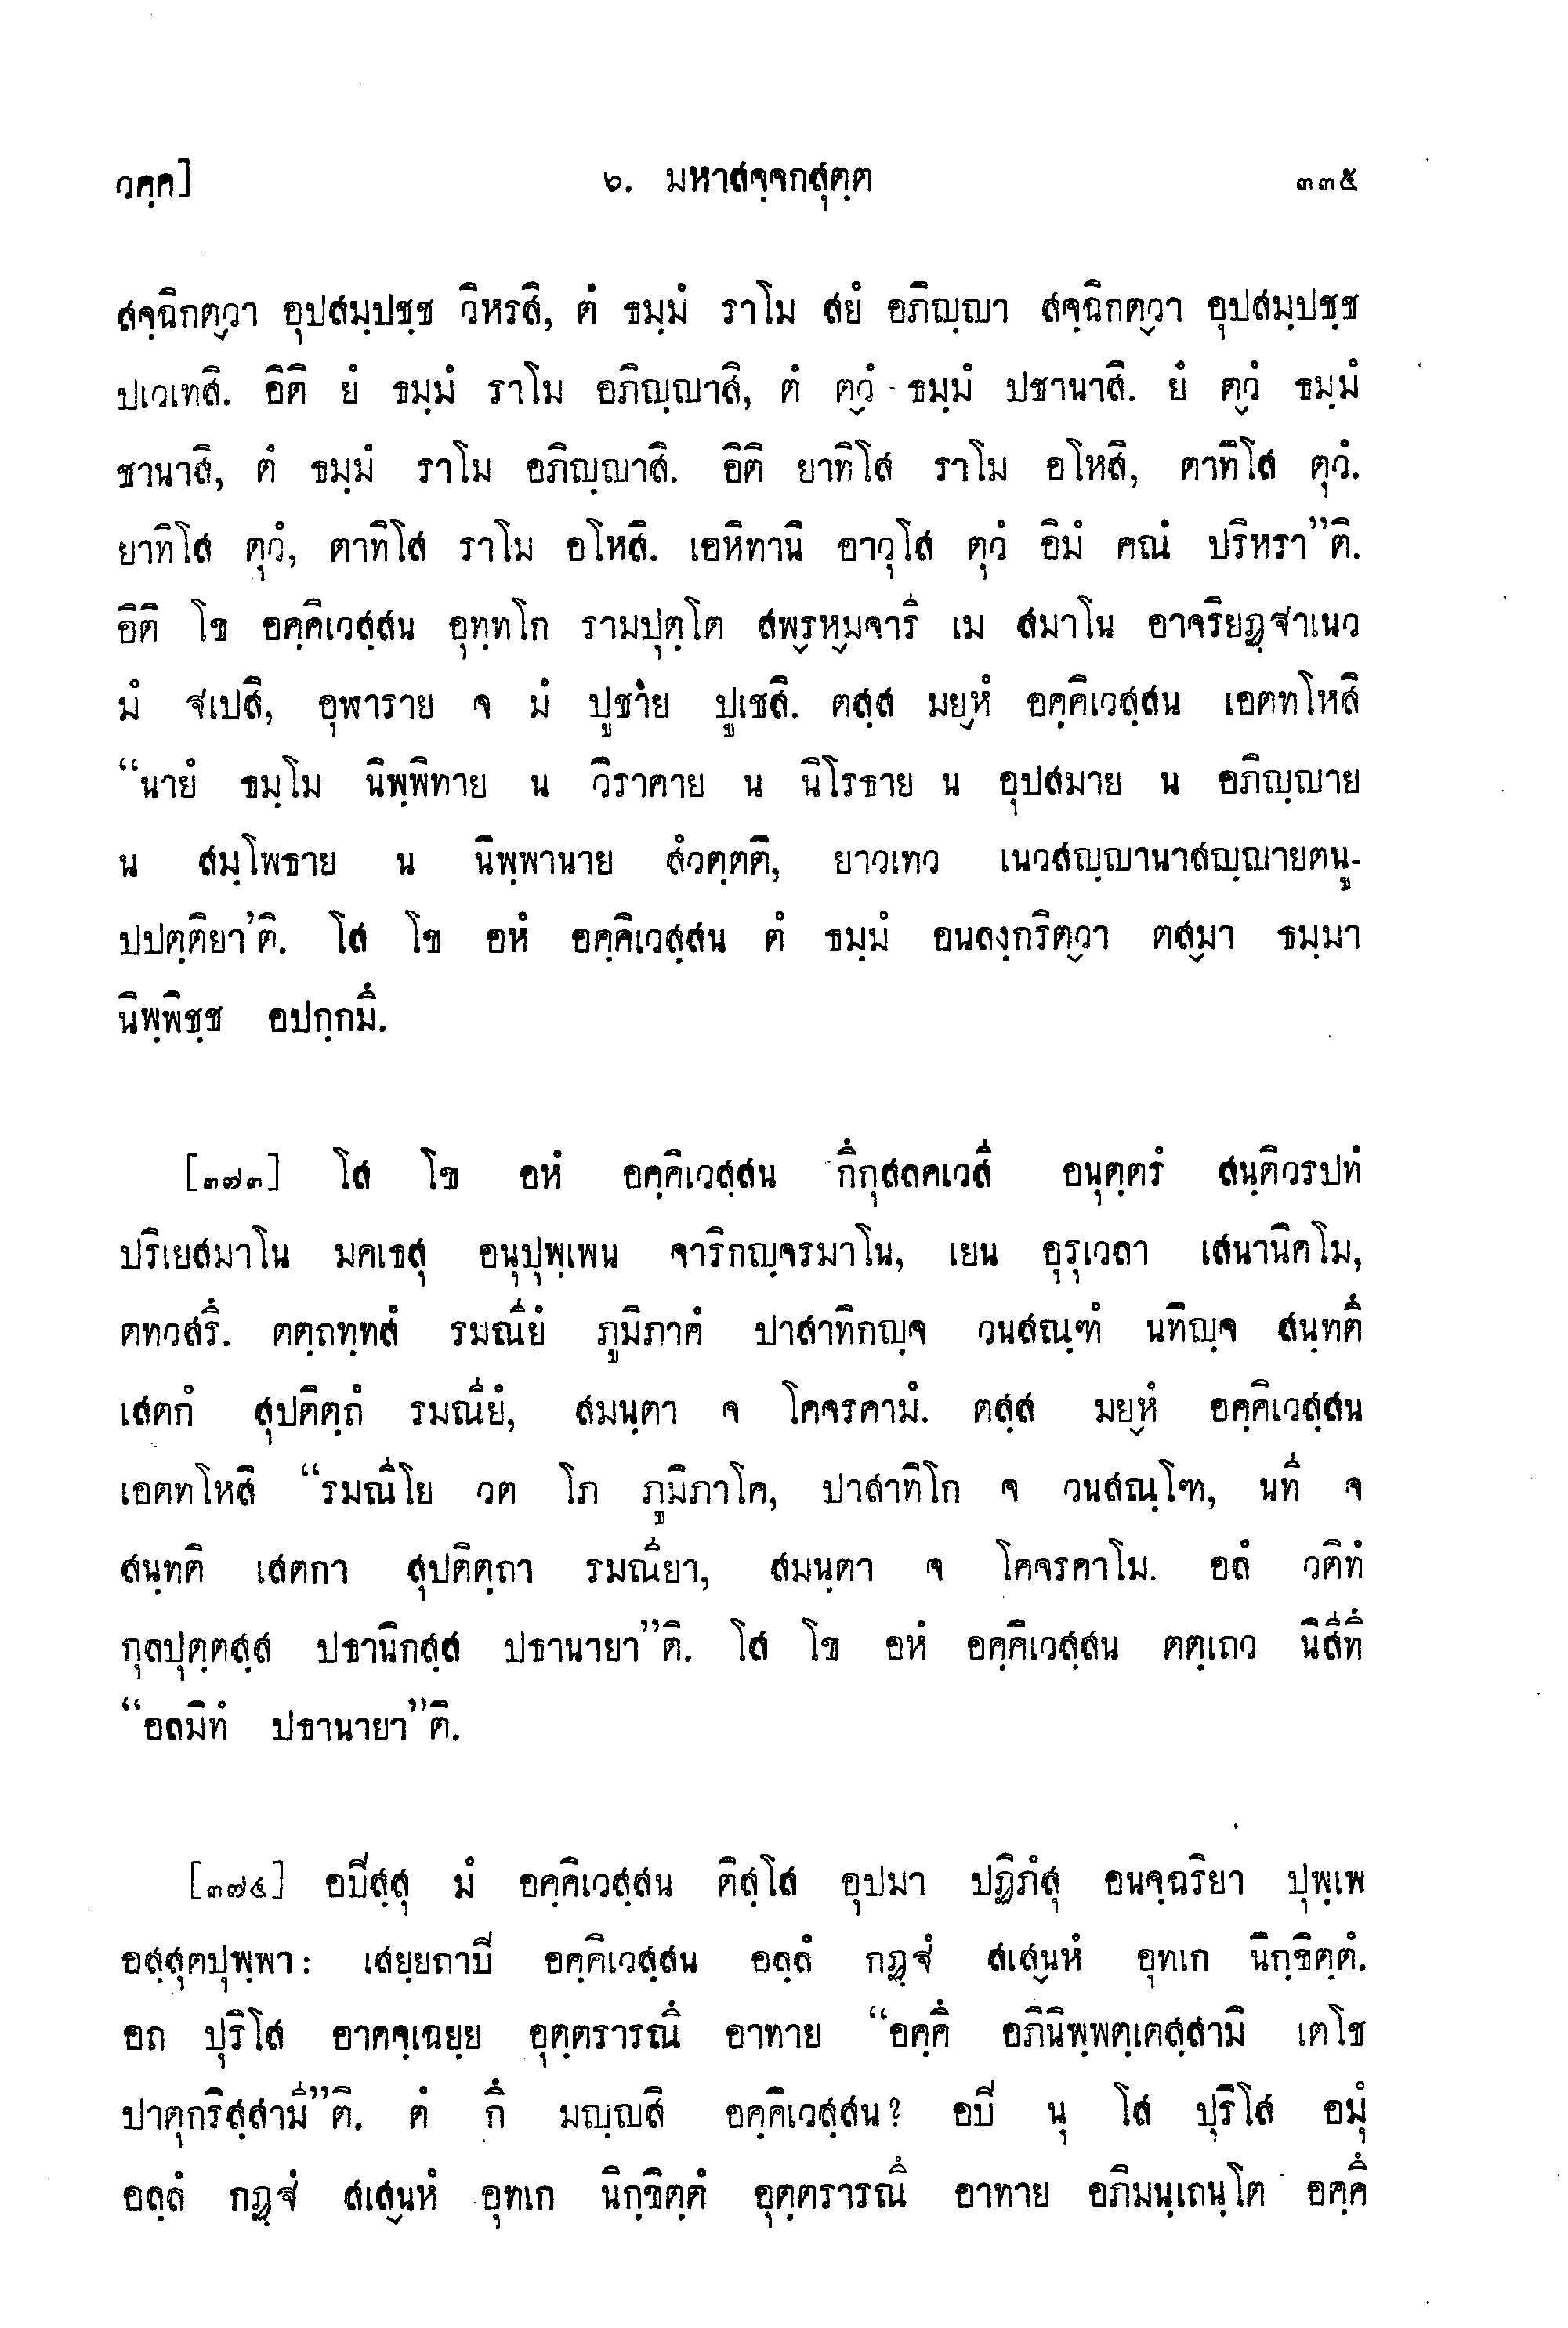 วคฺค]
๖. มหาสจฺจกสุตฺต
๓๓๕
สจฺฉิกต๎วา อุปสมฺปชฺช วิหรสิ, ตํ ธมฺมํ ราโม สยํ อภิญฺญา สจฺฉิกต๎วา อุปสมฺปชฺช
ปเวเทสิ. อิติ ยํ ธมฺมํ ราโม อภิญฺญาสิ, ตํ ต๎วํ ธมฺมํ ปชานาสิ. ยํ ต๎วํ ธมฺมํ
ชานาสิ, ตํ ธมฺมํ ราโม อภิญฺญาสิ. อิติ ยาทิโส ราโม อโหสิ, ตาทิโส ตุวํ.
ยาทิโส ตุวํ, ตาทิโส ราโม อโหสิ. เอหิทานิ อาวุโส ตุวํ อิมํ คณํ ปริหรา”ติ.
อิติ โข อคฺคิเวสฺสน อุทฺทโก รามปุตฺโต สพ๎รห๎มจารี เม สมาโน อาจริยฏฺฐาเนว
มํ ฐเปสิ, อุฬาราย จ มํ ปูชาย ปูเชสิ. ตสฺส มย๎หํ อคฺคิเวสฺสน เอตทโหสิ
“นายํ ธมฺโม นิพฺพิทาย น วิราคาย น นิโรธาย น อุปสมาย น อภิญฺญาย
น สมฺโพธาย น นิพฺพานาย สํวตฺตติ, ยาวเทว เนวสญฺญานาสญฺญายตนู-
ปปตฺติยา’ติ. โส โข อหํ อคฺคิเวสฺสน ตํ ธมฺมํ อนลงฺกริต๎วา ตส๎มา ธมฺมา
นิพฺพิชฺช อปกฺกมึ.
[๓๗๓] โส โข อหํ อคฺคิเวสฺสน กึกุสลคเวสี อนุตฺตรํ สนฺติวรปทํ
ปริเยสมาโน มคเธสุ อนุปุพฺเพน จาริกญฺจรมาโน, เยน อุรุเวลา เสนานิคโม,
ตทวสรึ. ตตฺถทฺทสํ รมณียํ ภูมิภาคํ ปาสาทิกญฺจ วนสณฺฑํ นทิญฺจ สนฺทตึ
เสตกํ สุปติตฺถํ รมณียํ, สมนฺตา จ โคจรคามํ. ตสฺส มย๎หํ อคฺคิเวสฺสน
เอตทโหสิ “รมณีโย วต โภ ภูมิภาโค, ปาสาทิโก จ วนสณฺโฑ, นที จ
สนฺทติ เสตกา สุปติตฺถา รมณียา, สมนฺตา จ โคจรคาโม. อลํ วติทํ
กุลปุตฺตสฺส ปธานิกสฺส ปธานายา”ติ. โส โข อหํ อคฺคิเวสฺสน ตตฺเถว นิสีทึ
“อลมิทํ ปธานายา”ติ.
[๓๗๔] อปิสฺสุ มํ อคฺคิเวสฺสน ติสฺโส อุปมา ปฏิภํสุ อนจฺฉริยา ปุพฺเพ
อสฺสุตปุพฺพา: เสยฺยถาปิ อคฺคิเวสฺสน อลฺลํ กฏฺฐํ สเส๎นหํ อุทเก นิกฺขิตฺตํ.
อถ ปุริโส อาคจฺเฉยฺย อุตฺตรารณึ อาทาย “อคฺคึ อภินิพฺพตฺเตสฺสามิ เตโช
ปาตุกริสฺสามี”ติ. ตํ กึ มญฺญสิ อคฺคิเวสฺสน? อปิ นุ โส ปุริโส อมุํ
อลฺลํ กฏฺฐํ สเส๎นหํ อุทเก นิกฺขิตฺตํ อุตฺตรารณึ อาทาย อภิมนฺเถนฺโต อคฺคึ